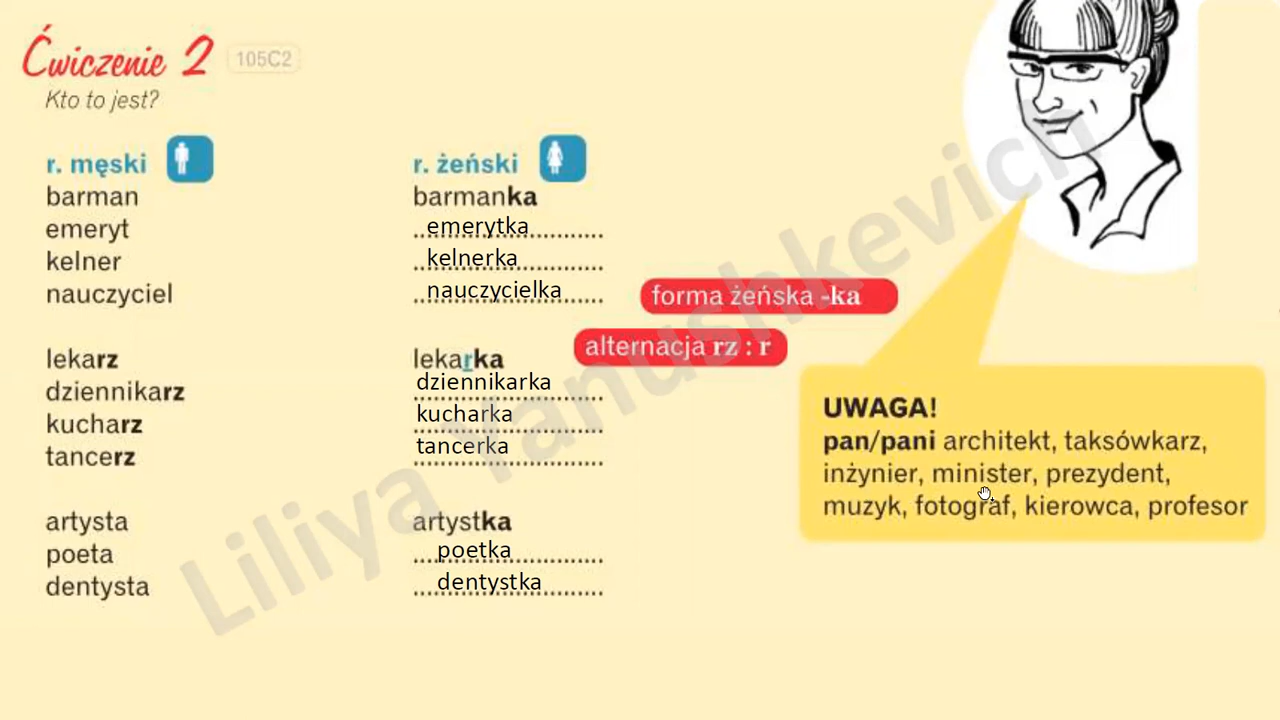 Ćwiczenie 2 105C2
Kto to jest?
r. męski r. żeński
barman barmanka
emeryt emerytka
kelner kelnerka
nauczyciel nauczycielka
forma żeńska -ka
alternacja rz : r
lekarz lekarka
dziennikarz dziennikarka
kucharz kucharka
tancerz tancerka
artysta artystka
poeta poetka
dentysta dentystka
UWAGA!
pan/pani architekt, taksówkarz,
inżynier, minister, prezydent,
muzyk, fotograf, kierowca, profesor
Liliya Yanushkevich